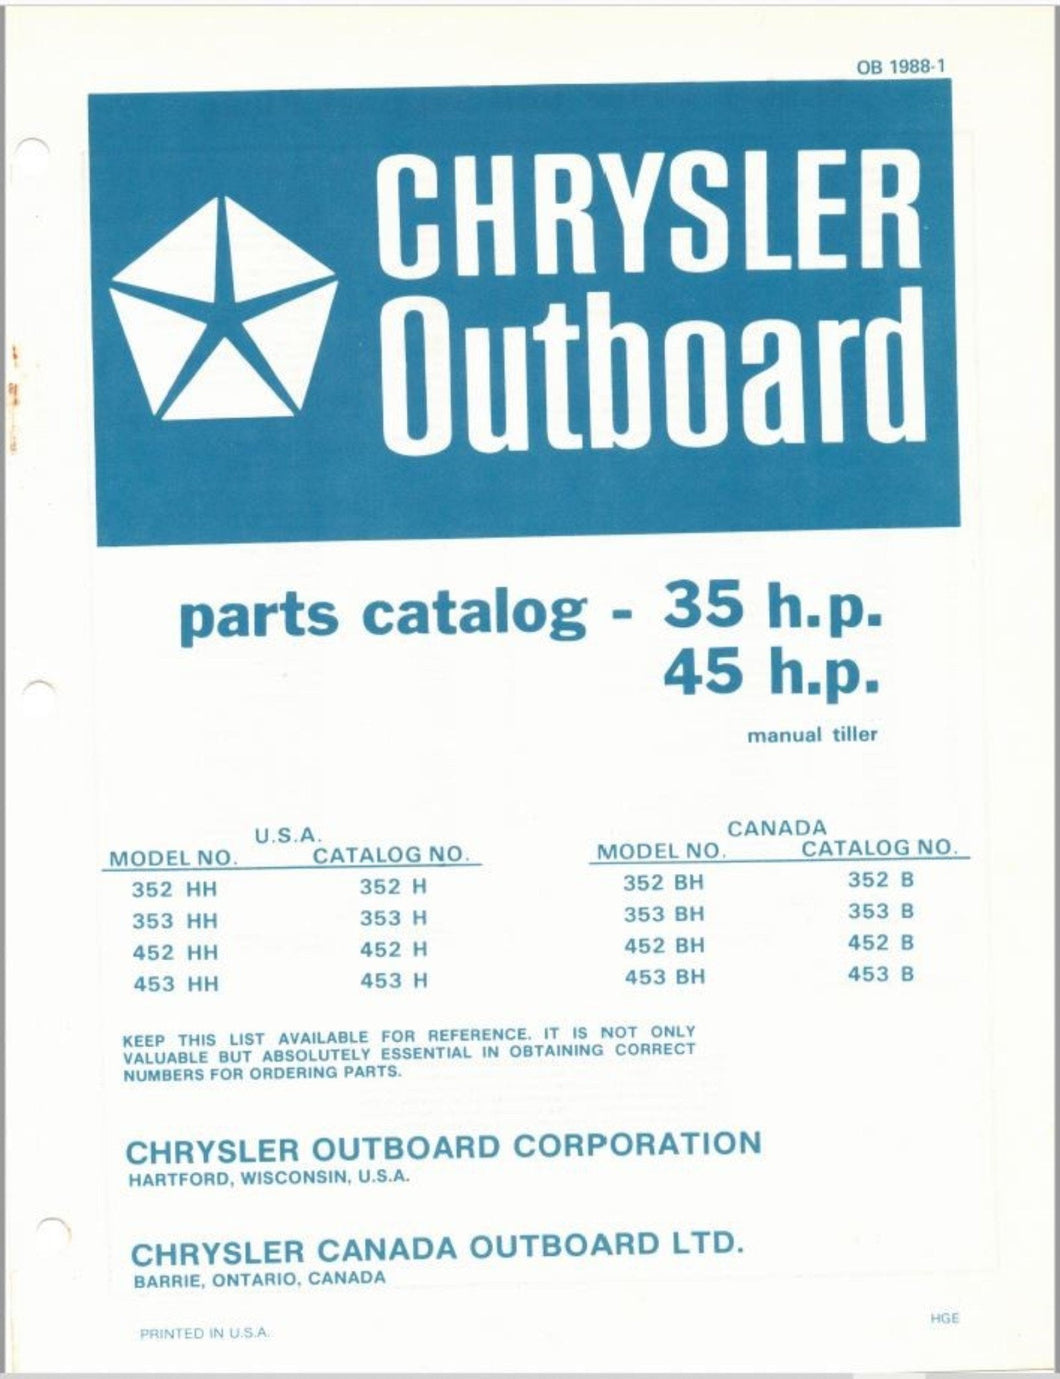 OB 1988-1
CHRYSLER
Outboard
parts catalog - 35 h.p.
45 h.p.
manual tiller
U.S.A. CANADA
MODEL NO. CATALOG NO. MODEL NO. CATALOG NO.
352 HH 352 H 352 BH 352 B
353 HH 353 H 353 BH 353 B
452 HH 452 H 452 BH 452 B
453 HH 453 H 453 BH 453 B
KEEP THIS LIST AVAILABLE FOR REFERENCE. IT IS NOT ONLY
VALUABLE BUT ABSOLUTELY ESSENTIAL IN OBTAINING CORRECT
NUMBERS FOR ORDERING PARTS.
CHRYSLER OUTBOARD CORPORATION
HARTFORD, WISCONSIN, U.S.A.
CHRYSLER CANADA OUTBOARD LTD.
BARRIE, ONTARIO, CANADA
HGE
PRINTED IN U.S.A.